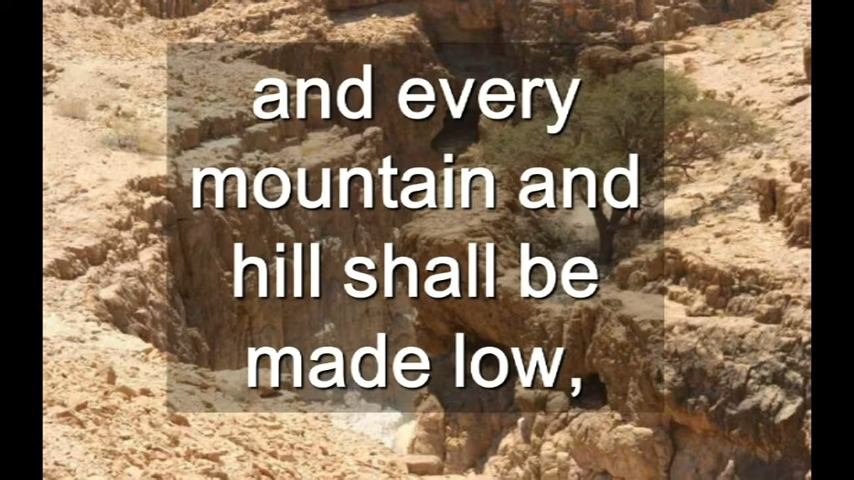 and every
mountain and
hill shall be
made low,